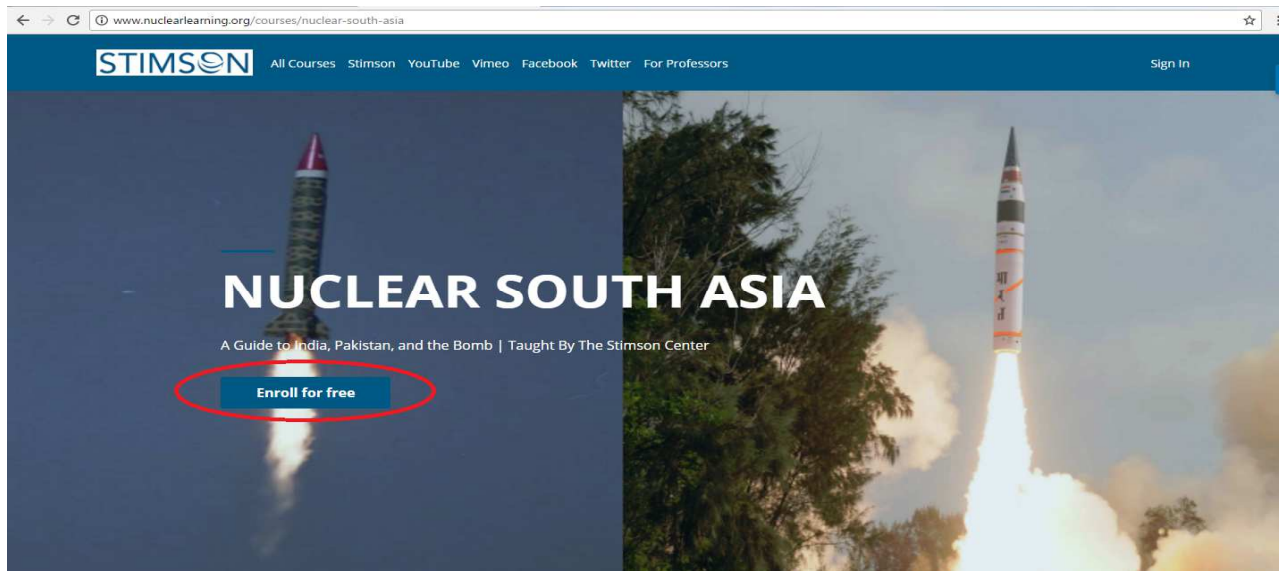 www.nuclearlearning.org/courses/nuclear-south-asia
STIMSON All Courses Stimson YouTube Vimeo Facebook Twitter For Professors Sign In
NUCLEAR SOUTH ASIA
A Guide to India, Pakistan, and the Bomb | Taught By The Stimson Center
Enroll for free